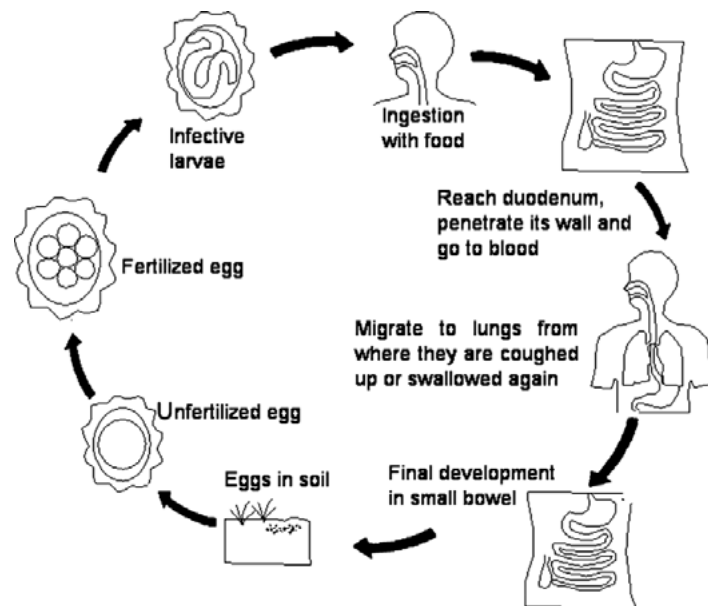 Infective
larvae
Ingestion
with food
Reach duodenum,
penetrate its wall and
go to blood
Migrate to lungs from
where they are coughed
up or swallowed again
Final development
in small bowel
Eggs in soil
Unfertilized egg
Fertilized egg